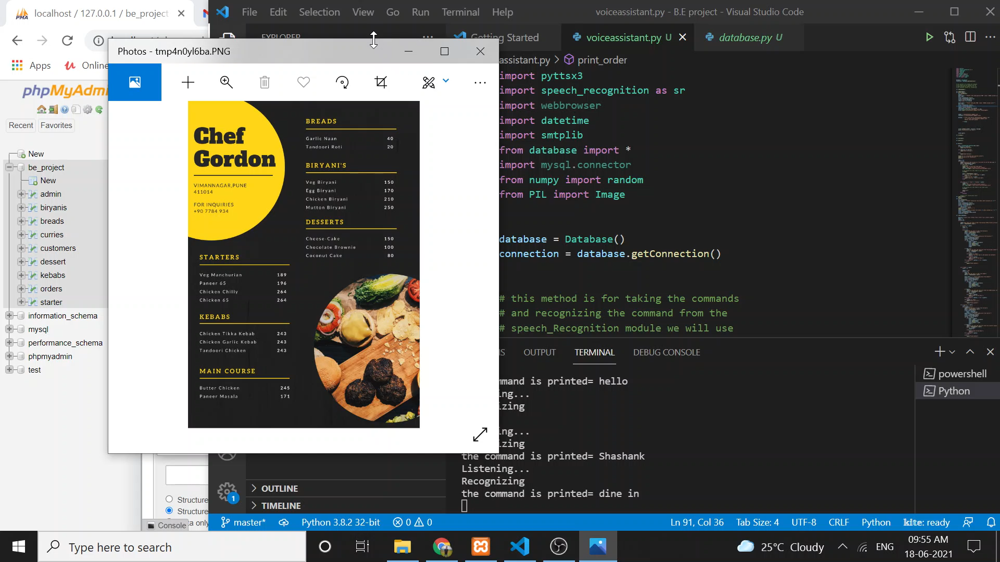 localhost / 127.0.0.1 / be_project
File Edit Selection View Go Run Terminal Help
voiceassistant.py - B.E project - Visual Studio Code
EXPLORER
Getting Started
voiceassistant.py U
database.py U
Photos - tmp4n0yl6ba.PNG
assistant.py > print_order
Apps
Online
phpMyAdmi
Recent
Favorites
New
be_project
New
admin
biryanis
breads
curries
customers
dessert
kebabs
orders
starter
information_schema
mysql
performance_schema
phpmyadmin
test
Chef
Gordon
VIMANNAGAR,PUNE
411014
FOR INQUIRIES
+90 7784 934
STARTERS
Veg Manchurian 189
Paneer 65 196
Chicken Chilly 264
Chicken 65 264
KEBABS
Chicken Tikka Kebab 243
Chicken Garlic Kebab 243
Tandoori Chicken 243
MAIN COURSE
Butter Chicken 245
Paneer Masala 171
BREADS
Garlic Naan 40
Tandoori Roti 20
BIRYANI'S
Veg Biryani 150
Egg Biryani 170
Chicken Biryani 210
Mutton Biryani 250
DESSERTS
Cheese-Cake 150
Chocolate Brownie 100
Coconut Cake 80
import pyttsx3
import speech_recognition as sr
import webbrowser
import datetime
import smtplib
from database import *
import mysql.connector
from numpy import random
from PIL import Image
database = Database()
connection = database.getConnection()
# this method is for taking the commands
# and recognizing the command from the
# speech_Recognition module we will use
OUTPUT TERMINAL DEBUG CONSOLE
powershell
Python
mmand is printed= hello
ing...
izing
ing...
izing
the command is printed= Shashank
Listening...
Recognizing
the command is printed= dine in
OUTLINE
TIMELINE
Structure
Structure
ta only
Console
1
master*
Python 3.8.2 32-bit
0 0
Ln 91, Col 36
Tab Size: 4
UTF-8
CRLF
Python
kite: ready
Type here to search
25°C Cloudy
ENG
09:55 AM
18-06-2021